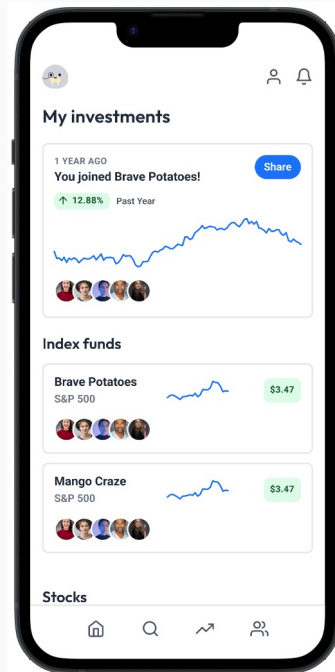 My investments
1 YEAR AGO
You joined Brave Potatoes!
Share
↑ 12.88% Past Year
Index funds
Brave Potatoes
S&P 500
$3.47
Mango Craze
S&P 500
$3.47
Stocks